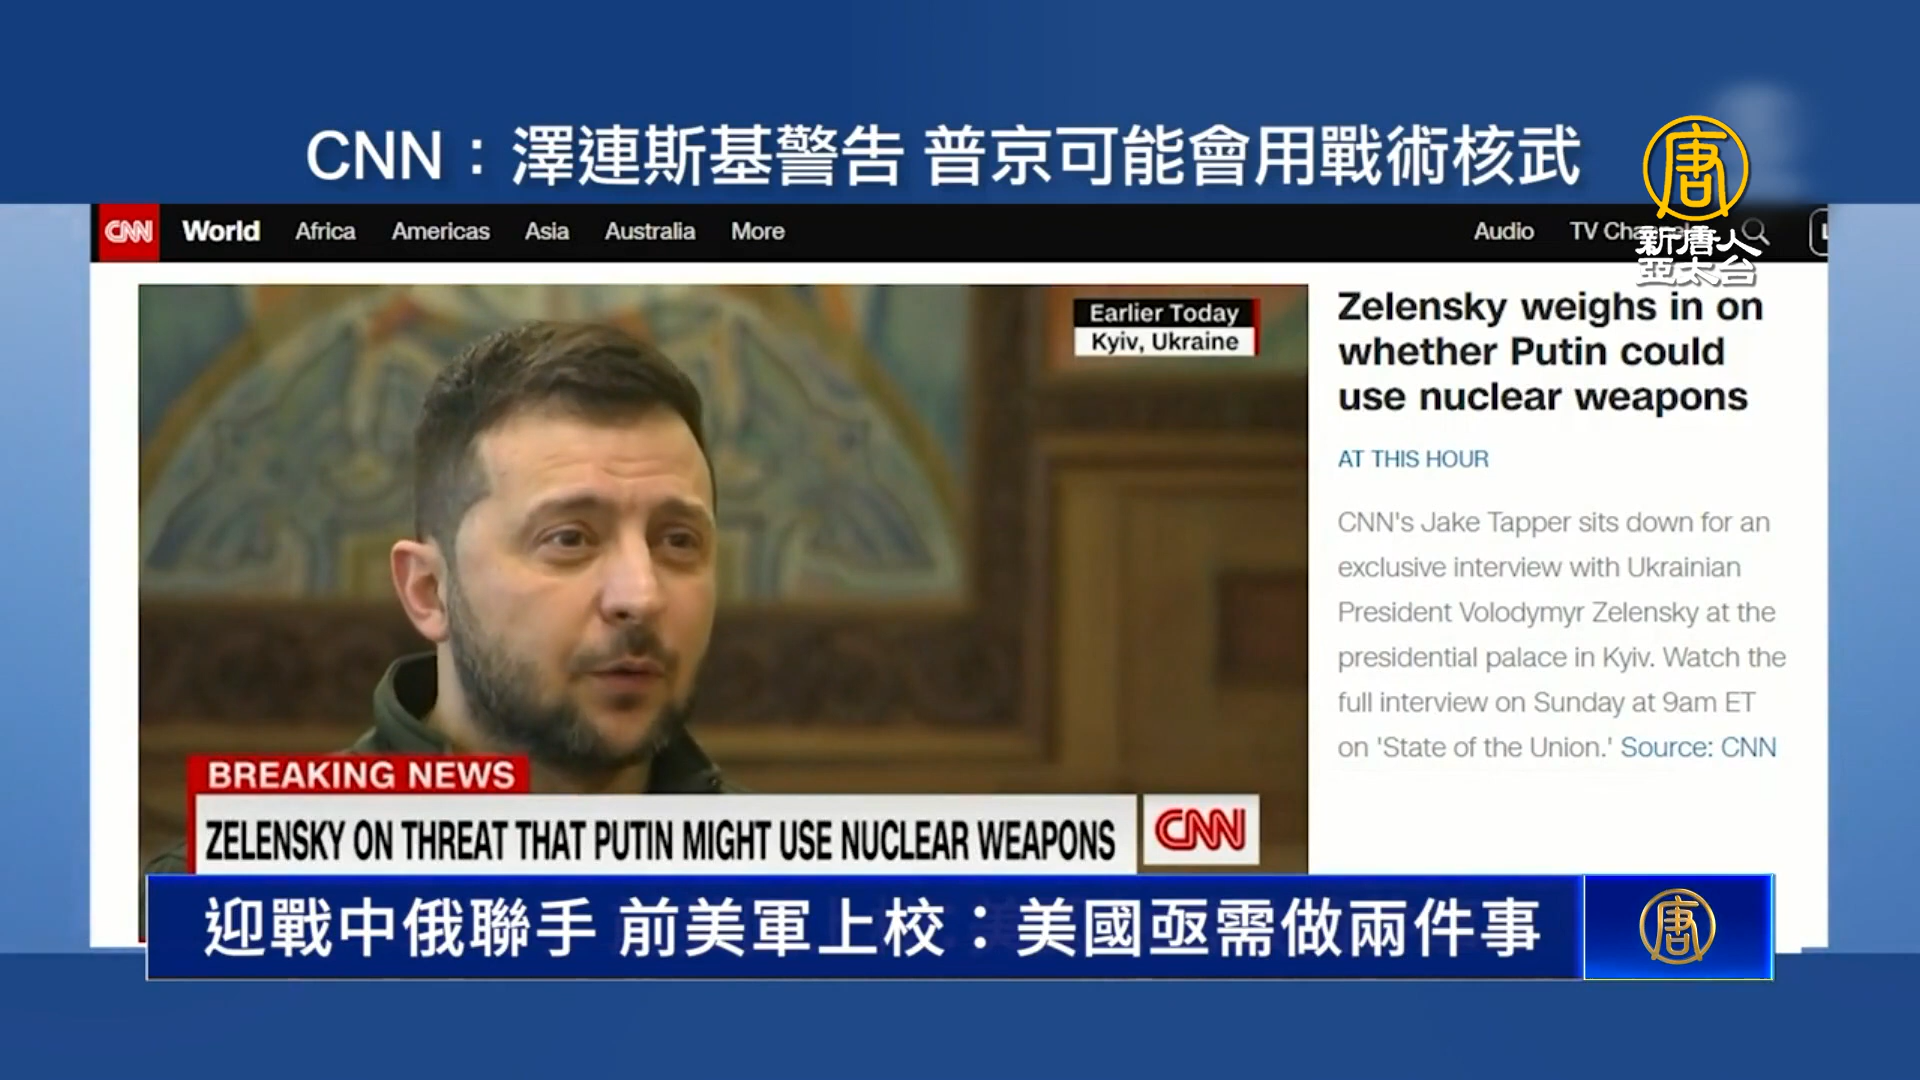 CNN：澤連斯基警告 普京可能會用戰術核武
唐
新唐人
亞太台
CNN World Africa Americas Asia Australia More Audio
Earlier Today
Kyiv, Ukraine
Zelensky weighs in on
whether Putin could
use nuclear weapons
AT THIS HOUR
CNN's Jake Tapper sits down for an
exclusive interview with Ukrainian
President Volodymyr Zelensky at the
presidential palace in Kyiv. Watch the
full interview on Sunday at 9am ET
on 'State of the Union.' Source: CNN
BREAKING NEWS
ZELENSKY ON THREAT THAT PUTIN MIGHT USE NUCLEAR WEAPONS
CNN
迎戰中俄聯手 前美軍上校：美國亟需做兩件事
唐